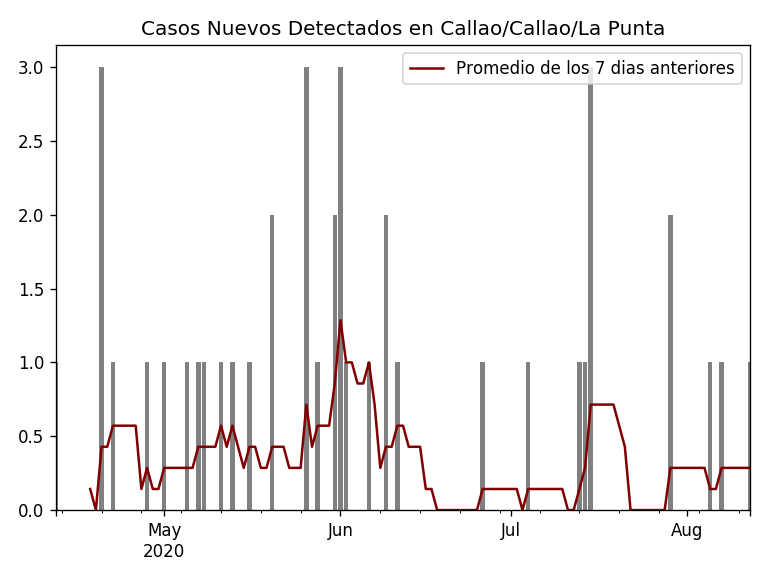 Casos Nuevos Detectados en Callao/Callao/La Punta
Promedio de los 7 dias anteriores
3.0
2.5
2.0
1.5
1.0
0.5
0.0
May
2020
Jun
Jul
Aug